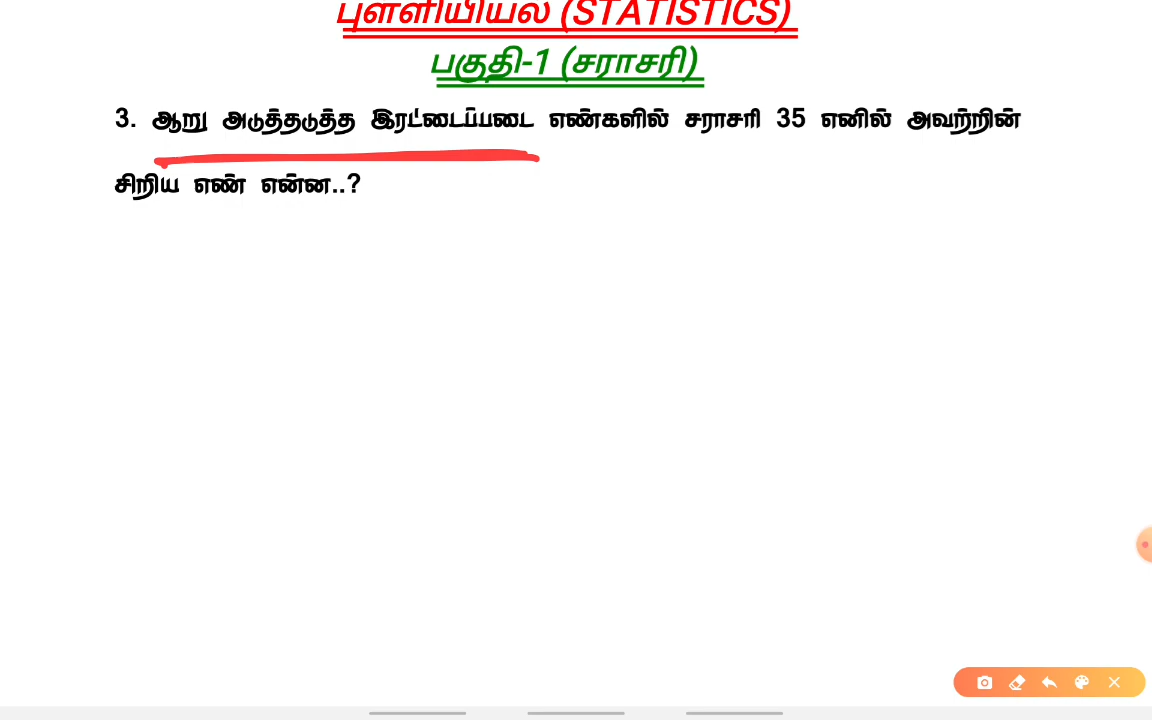 புள்ளியியல் (STATISTICS)
பகுதி-1 (சராசரி)
3. ஆறு அடுத்தடுத்த இரட்டைப்படை எண்களில் சராசரி 35 எனில் அவற்றின்
சிறிய எண் என்ன..?